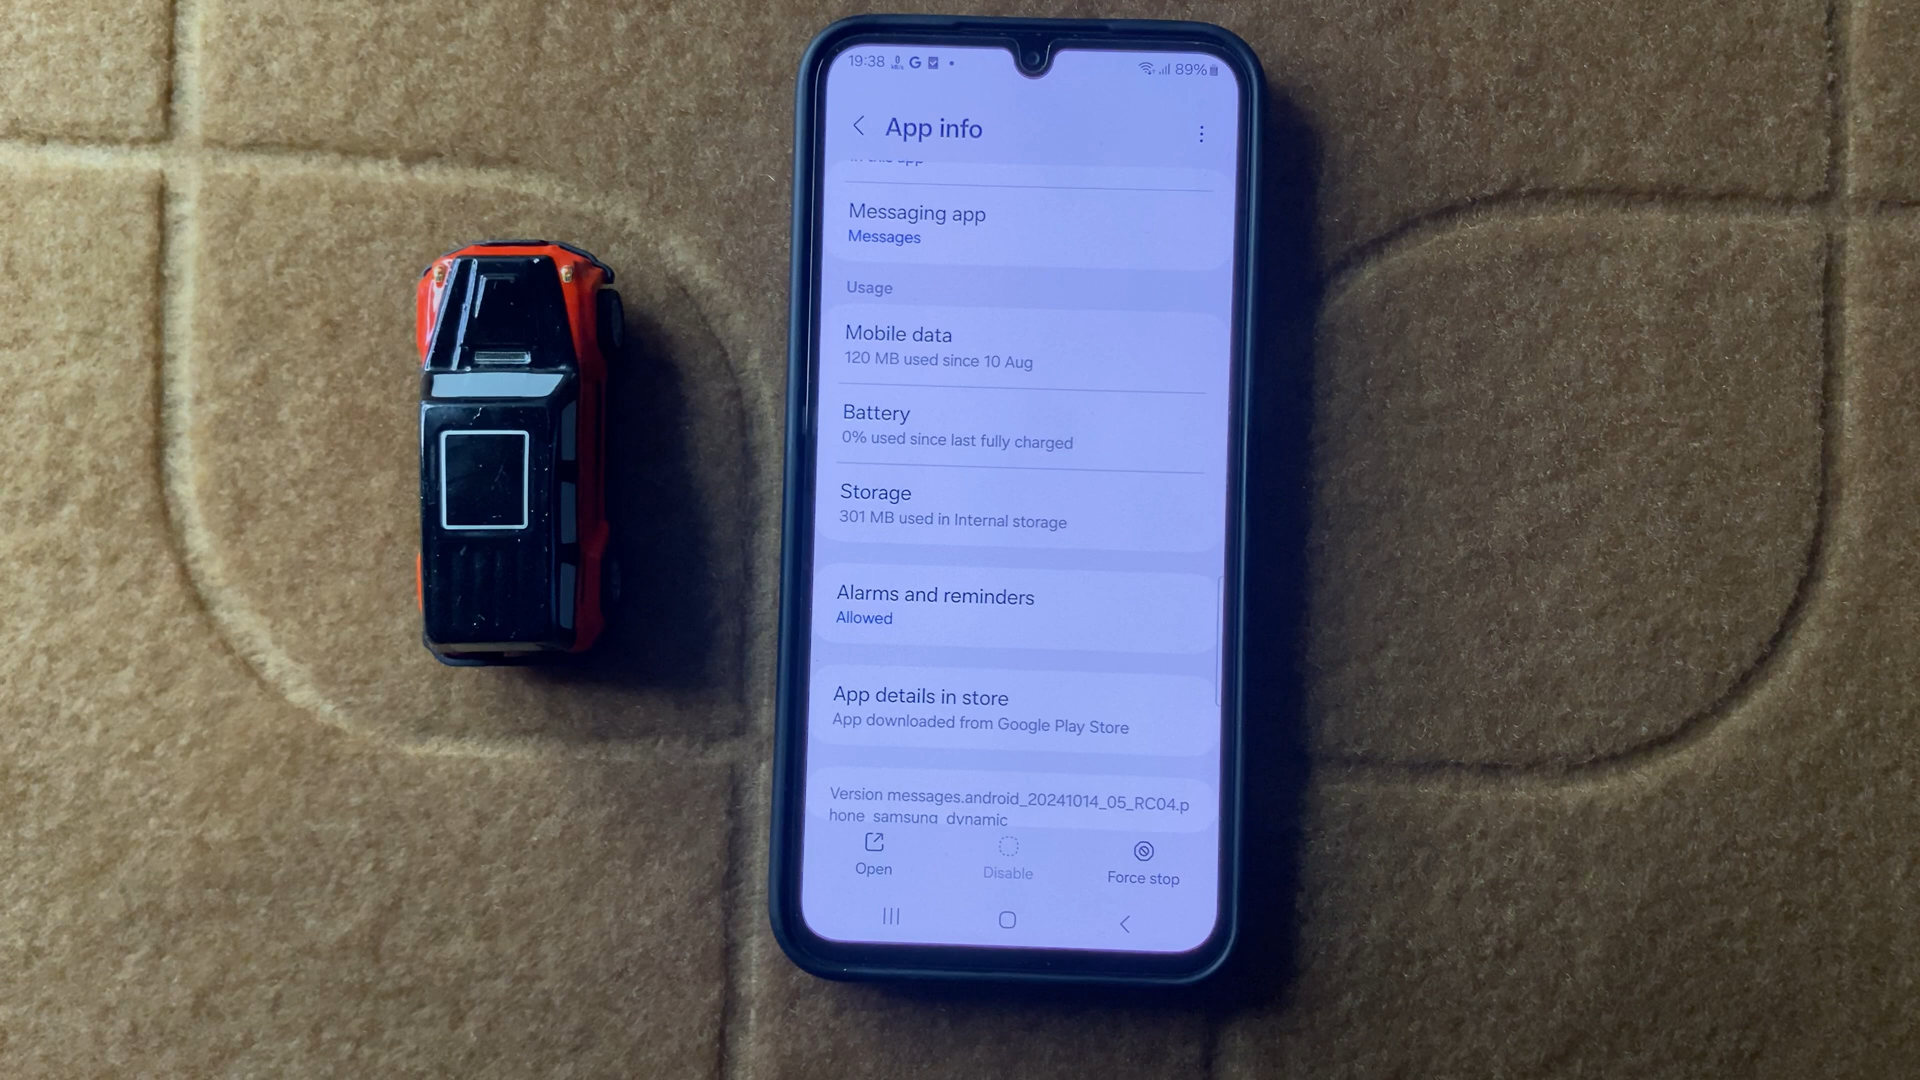 19:38 G 89%
App info
Messaging app
Messages
Usage
Mobile data
120 MB used since 10 Aug
Battery
0% used since last fully charged
Storage
301 MB used in Internal storage
Alarms and reminders
Allowed
App details in store
App downloaded from Google Play Store
Version messages.android_20241014_05_RC04.p
hone_samsung_dynamic
Open
Disable
Force stop